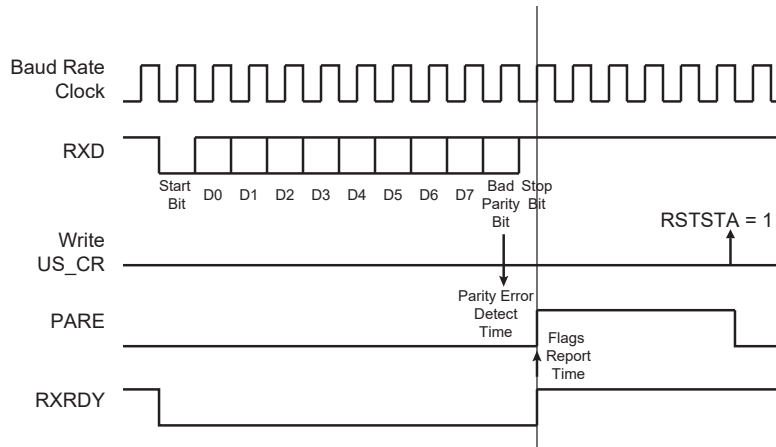 Baud Rate
Clock
RXD
Start
Bit
D0
D1
D2
D3
D4
D5
D6
D7
Bad
Parity
Bit
Stop
Bit
Write
US_CR
RSTSTA = 1
Parity Error
Detect
Time
PARE
Flags
Report
Time
RXRDY